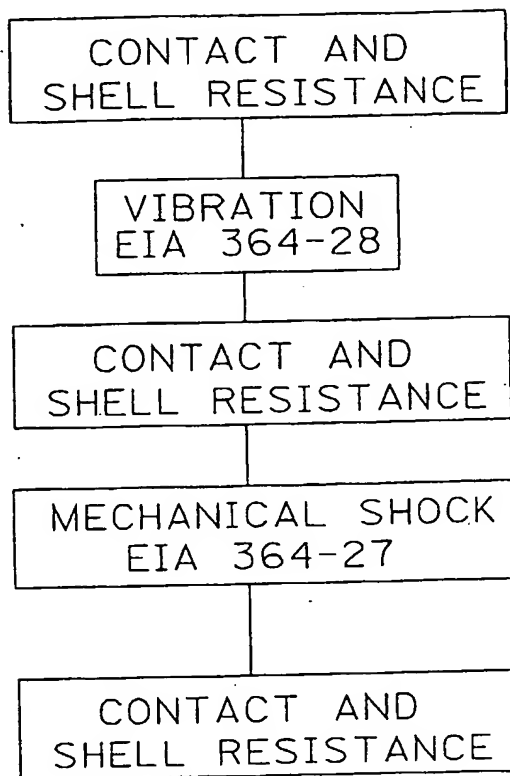 CONTACT AND
SHELL RESISTANCE
VIBRATION
EIA 364-28
CONTACT AND
SHELL RESISTANCE
MECHANICAL SHOCK
EIA 364-27
CONTACT AND
SHELL RESISTANCE